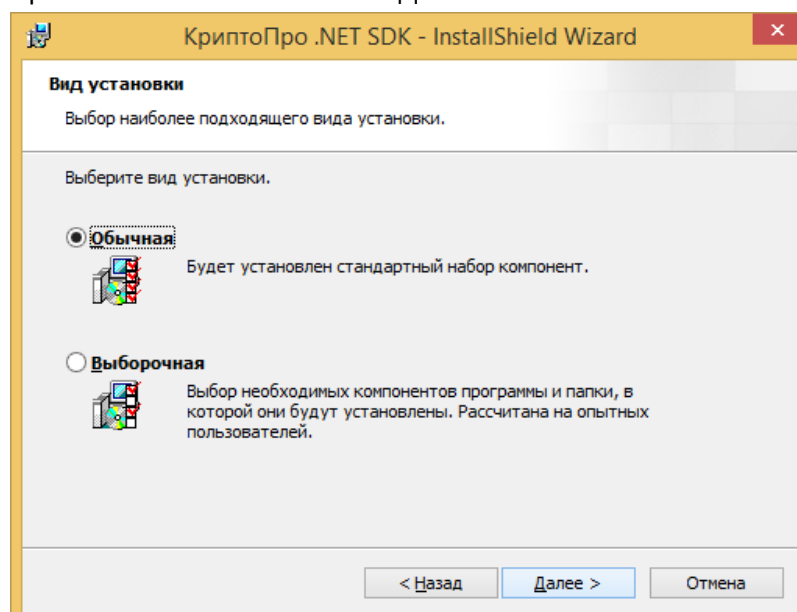 КриптоПро .NET SDK - InstallShield Wizard
Вид установки
Выбор наиболее подходящего вида установки.
Выберите вид установки.
Обычная
Будет установлен стандартный набор компонент.
Выборочная
Выбор необходимых компонентов программы и папки, в
которой они будут установлены. Рассчитана на опытных
пользователей.
< Назад Далее > Отмена